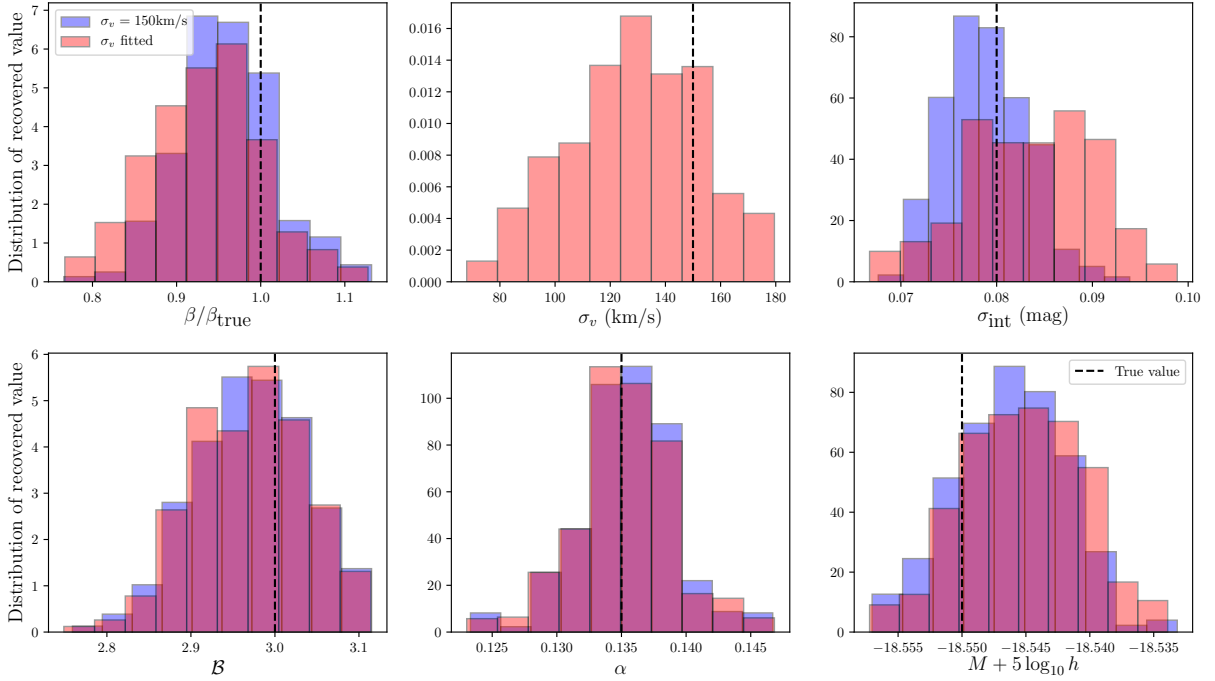 Distribution of recovered value
7
6
5
4
3
2
1
0
σ_v = 150km/s
σ_v fitted
0.8 0.9 1.0 1.1
β/β_true
0.016
0.014
0.012
0.010
0.008
0.006
0.004
0.002
0.000
80 100 120 140 160 180
σ_v (km/s)
80
60
40
20
0
0.07 0.08 0.09 0.10
σ_int (mag)
Distribution of recovered value
6
5
4
3
2
1
0
2.8 2.9 3.0 3.1
ℬ
100
80
60
40
20
0
0.125 0.130 0.135 0.140 0.145
α
80
60
40
20
0
True value
−18.555 −18.550 −18.545 −18.540 −18.535
M + 5 log₁₀ h